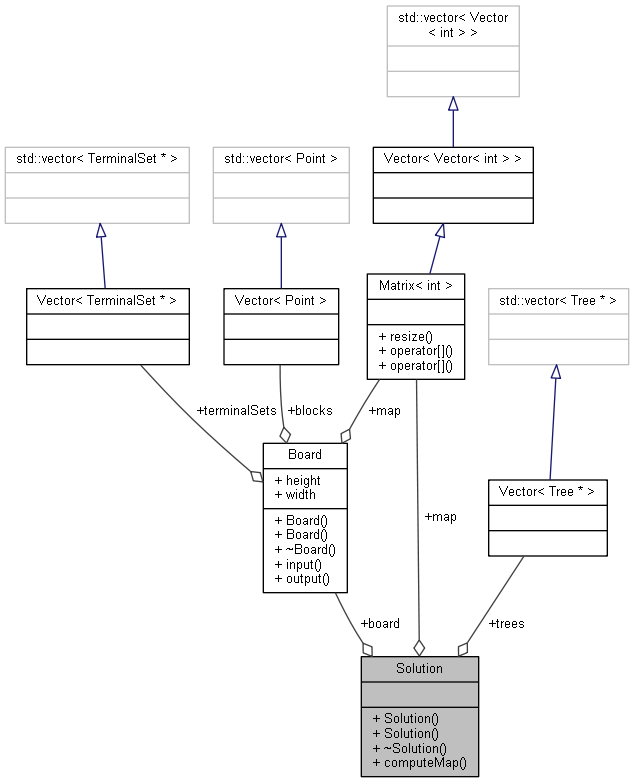 std::vector< Vector
< int > >
std::vector< TerminalSet * >
std::vector< Point >
Vector< Vector< int > >
Vector< TerminalSet * >
Vector< Point >
Matrix< int >
+ resize()
+ operator[]()
+ operator[]()
std::vector< Tree * >
+terminalSets
+blocks
+map
Board
+ height
+ width
+ Board()
+ Board()
+ ~Board()
+ input()
+ output()
Vector< Tree * >
+map
+board
+trees
Solution
+ Solution()
+ Solution()
+ ~Solution()
+ computeMap()